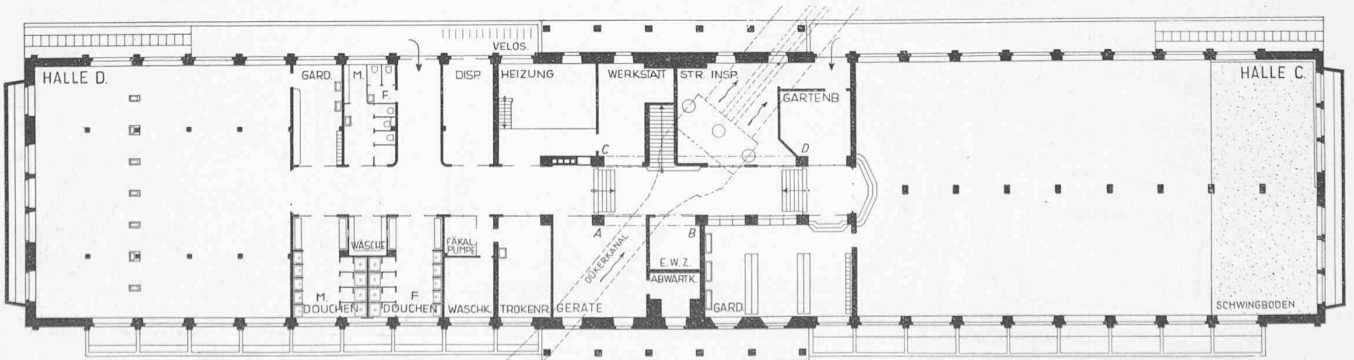 VELOS.
HALLE D.
GARD.
M.
F.
DISP.
HEIZUNG
WERKSTATT
STR. INSP.
GARTENB.
HALLE C.
C
D
A
B
WÄSCHE
FÄKAL
PUMPE
DÜKERKANAL
E.W.Z.
ABWARTK.
M.
DOUCHEN
F.
DOUCHEN
WASCHK.
TROKENR.
GERÄTE
GARD.
SCHWINGBODEN